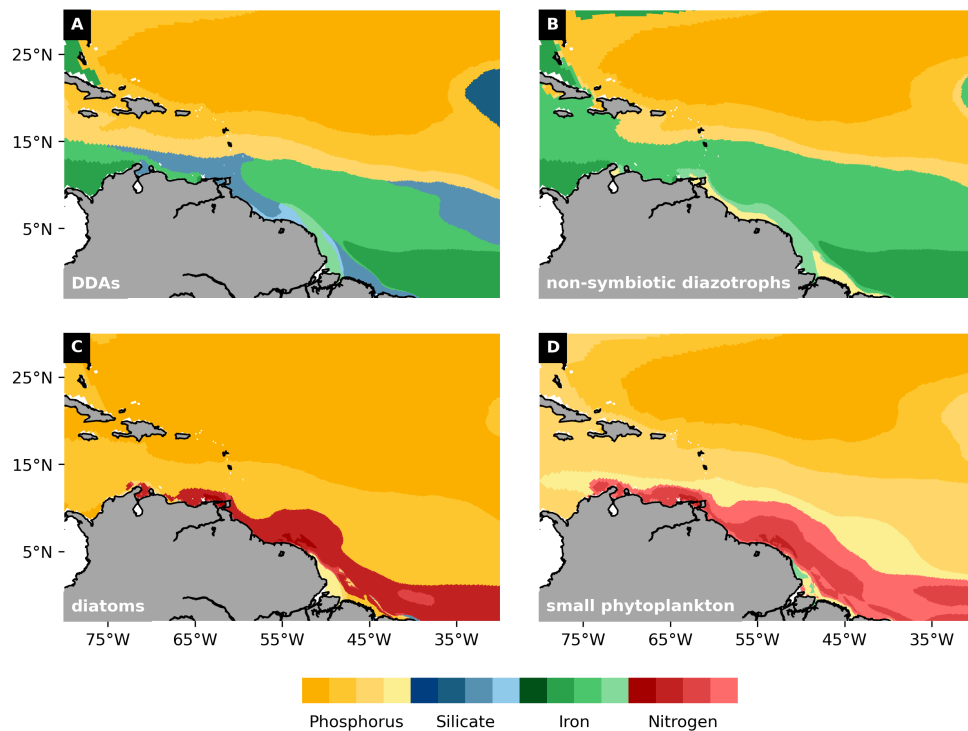 A
B
25°N
15°N
5°N
DDAs
non-symbiotic diazotrophs
C
D
25°N
15°N
5°N
diatoms
small phytoplankton
75°W 65°W 55°W 45°W 35°W
75°W 65°W 55°W 45°W 35°W
Phosphorus Silicate Iron Nitrogen